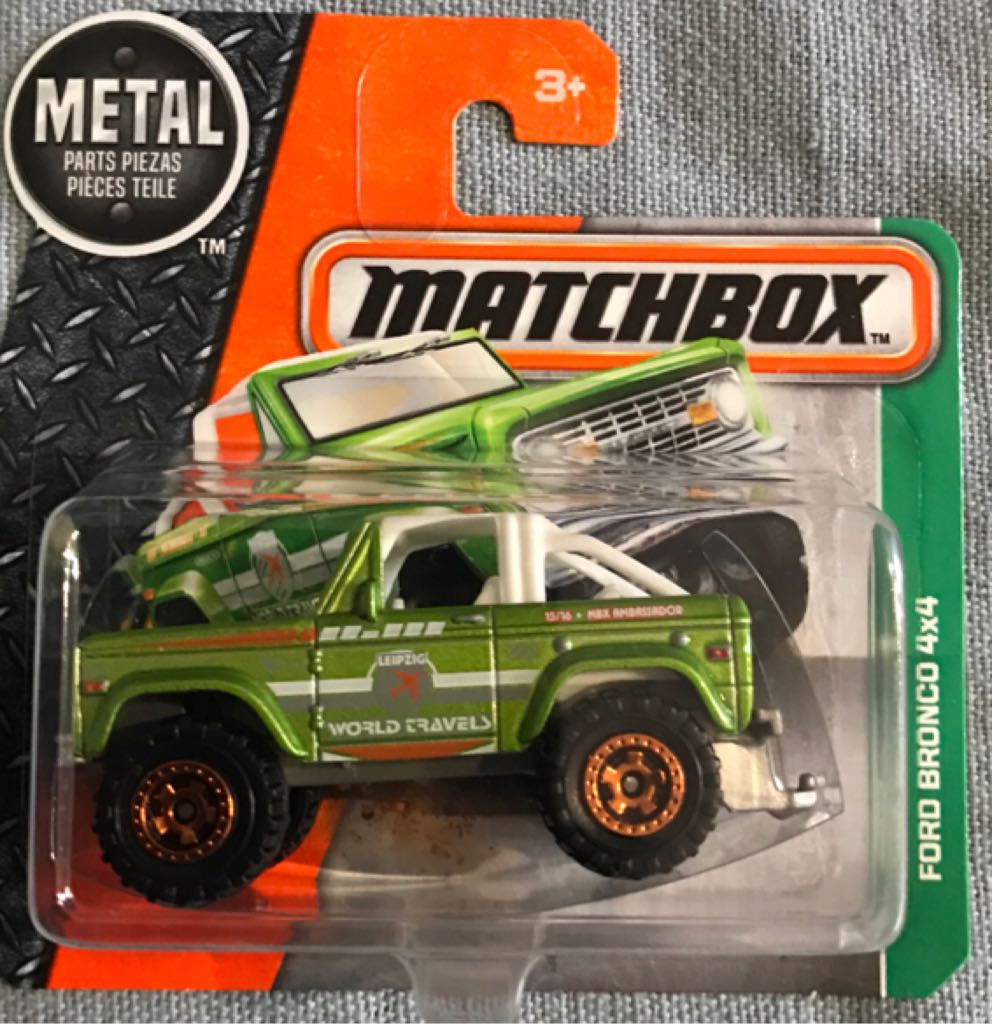 METAL
PARTS PIEZAS
PIÈCES TEILE
TM
3+
MATCHBOX TM
15/16 • MBX AMBASSADOR
LEIPZIG
WORLD TRAVELS
FORD BRONCO 4x4